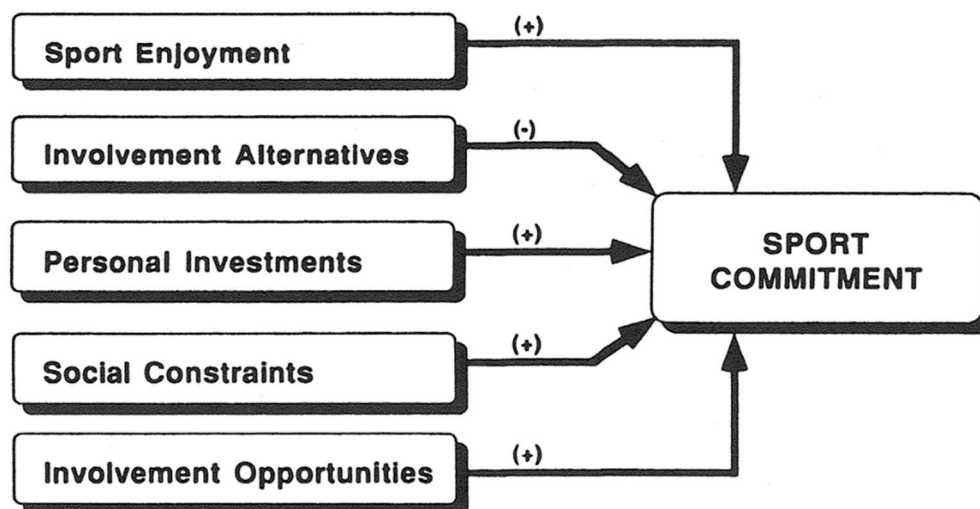 Sport Enjoyment
(+)
Involvement Alternatives
(-)
Personal Investments
(+)
Social Constraints
(+)
Involvement Opportunities
(+)
SPORT
COMMITMENT